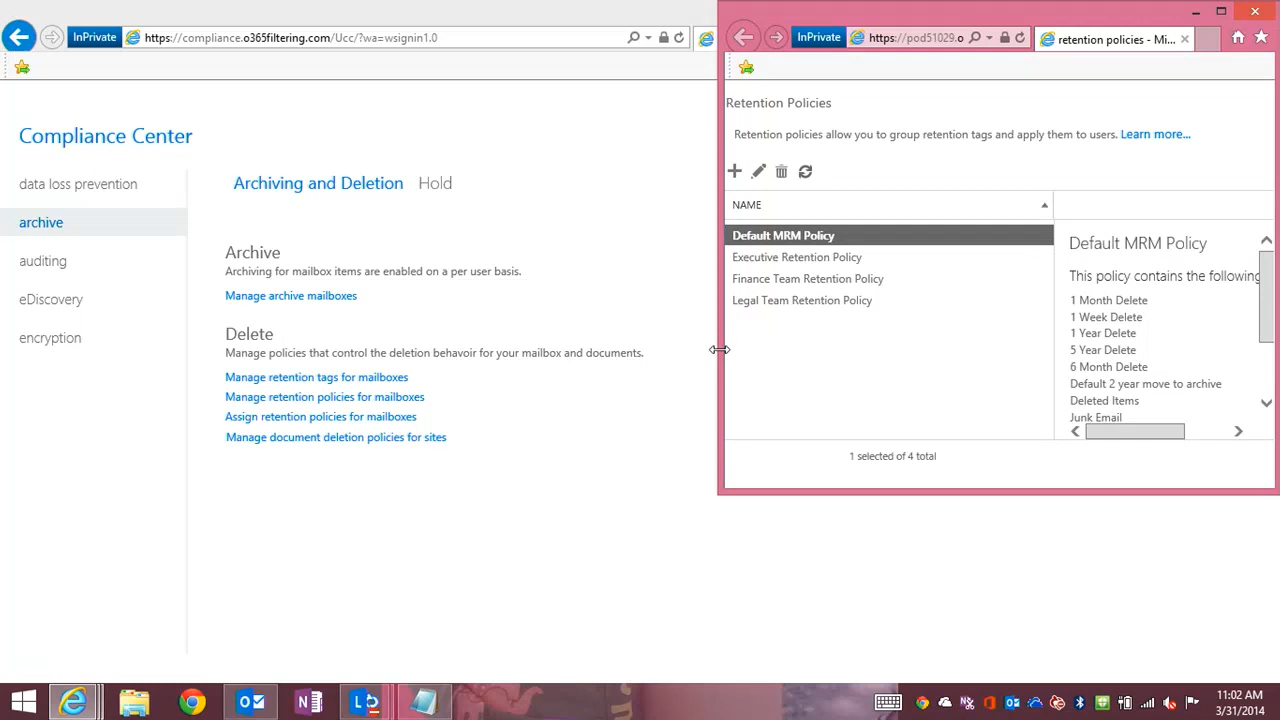 InPrivate
https://compliance.o365filtering.com/Ucc/?wa=wsignin1.0
Compliance Center
data loss prevention
archive
auditing
eDiscovery
encryption
Archiving and Deletion
Hold
Archive
Archiving for mailbox items are enabled on a per user basis.
Manage archive mailboxes
Delete
Manage policies that control the deletion behavoir for your mailbox and documents.
Manage retention tags for mailboxes
Manage retention policies for mailboxes
Assign retention policies for mailboxes
Manage document deletion policies for sites
InPrivate
https://pod51029.o
retention policies - Mi...
Retention Policies
Retention policies allow you to group retention tags and apply them to users. Learn more...
NAME
Default MRM Policy
Executive Retention Policy
Finance Team Retention Policy
Legal Team Retention Policy
Default MRM Policy
This policy contains the following
1 Month Delete
1 Week Delete
1 Year Delete
5 Year Delete
6 Month Delete
Default 2 year move to archive
Deleted Items
Junk Email
1 selected of 4 total
11:02 AM
3/31/2014